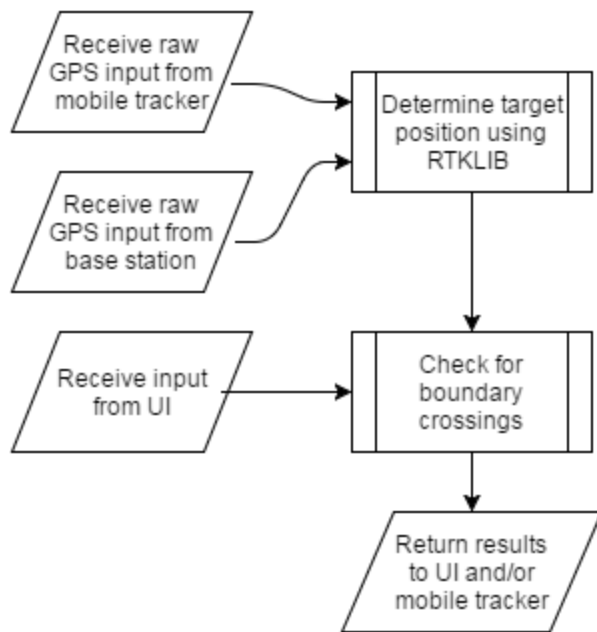 Receive raw
GPS input from
mobile tracker
Determine target
position using
RTKLIB
Receive raw
GPS input from
base station
Receive input
from UI
Check for
boundary
crossings
Return results
to UI and/or
mobile tracker